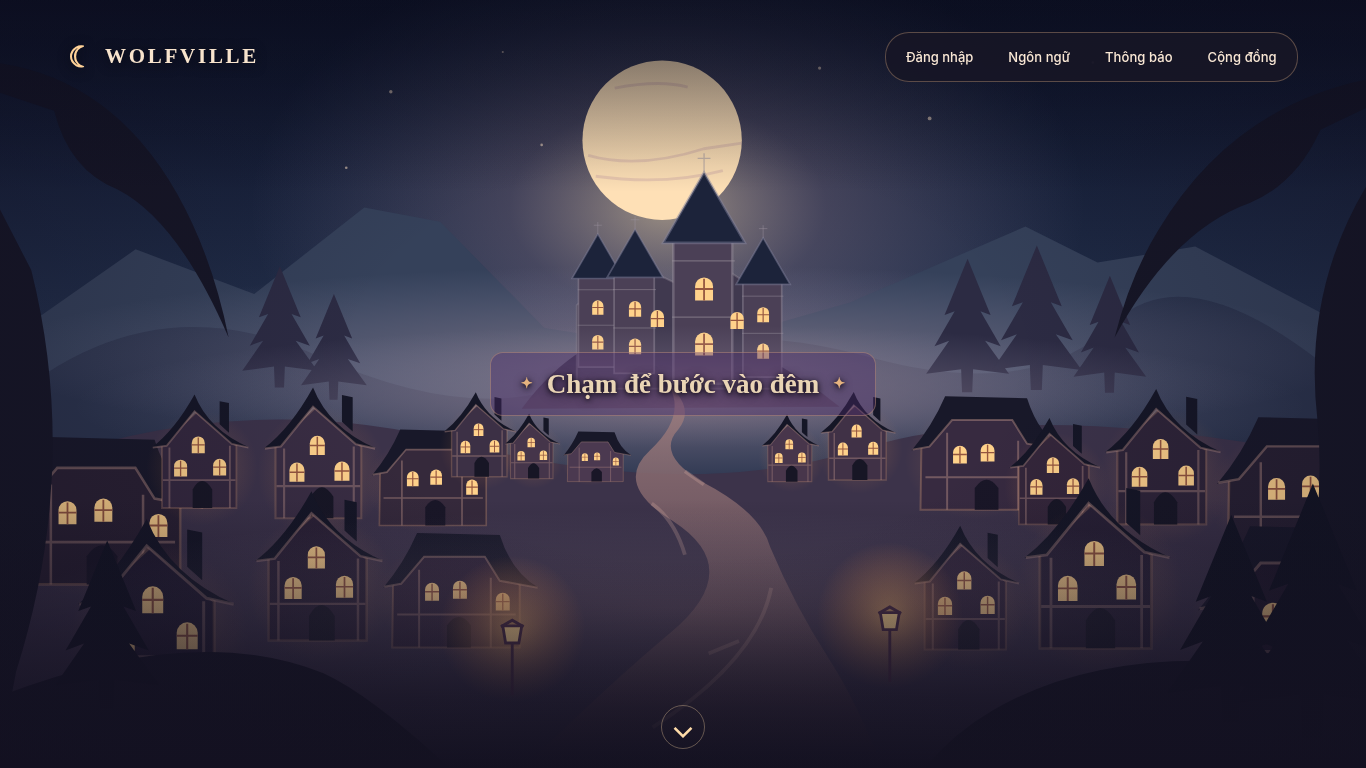 WOLFVILLE
Đăng nhập
Ngôn ngữ
Thông báo
Cộng đồng
Chạm để bước vào đêm